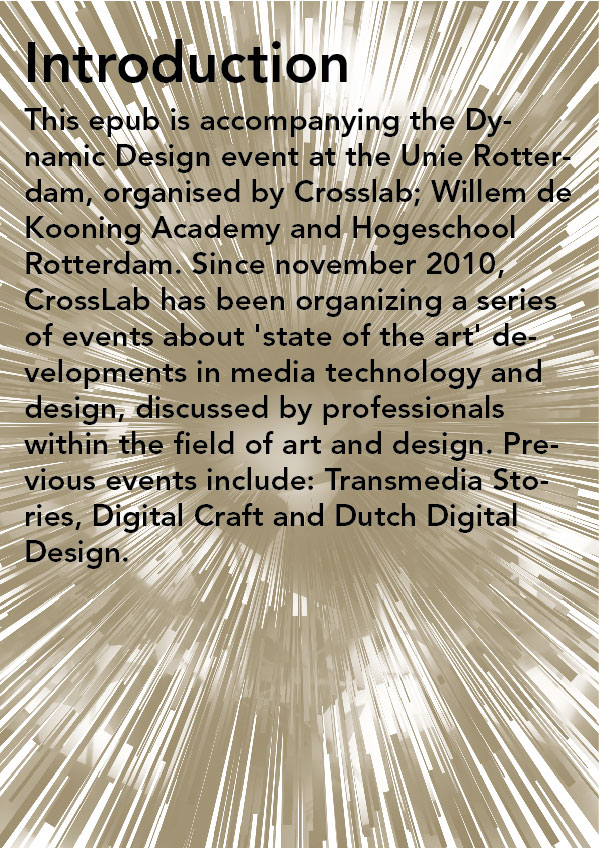 Introduction
This epub is accompanying the Dy-
namic Design event at the Unie Rotter-
dam, organised by Crosslab; Willem de
Kooning Academy and Hogeschool
Rotterdam. Since november 2010,
CrossLab has been organizing a series
of events about 'state of the art' de-
velopments in media technology and
design, discussed by professionals
within the field of art and design. Pre-
vious events include: Transmedia Sto-
ries, Digital Craft and Dutch Digital
Design.